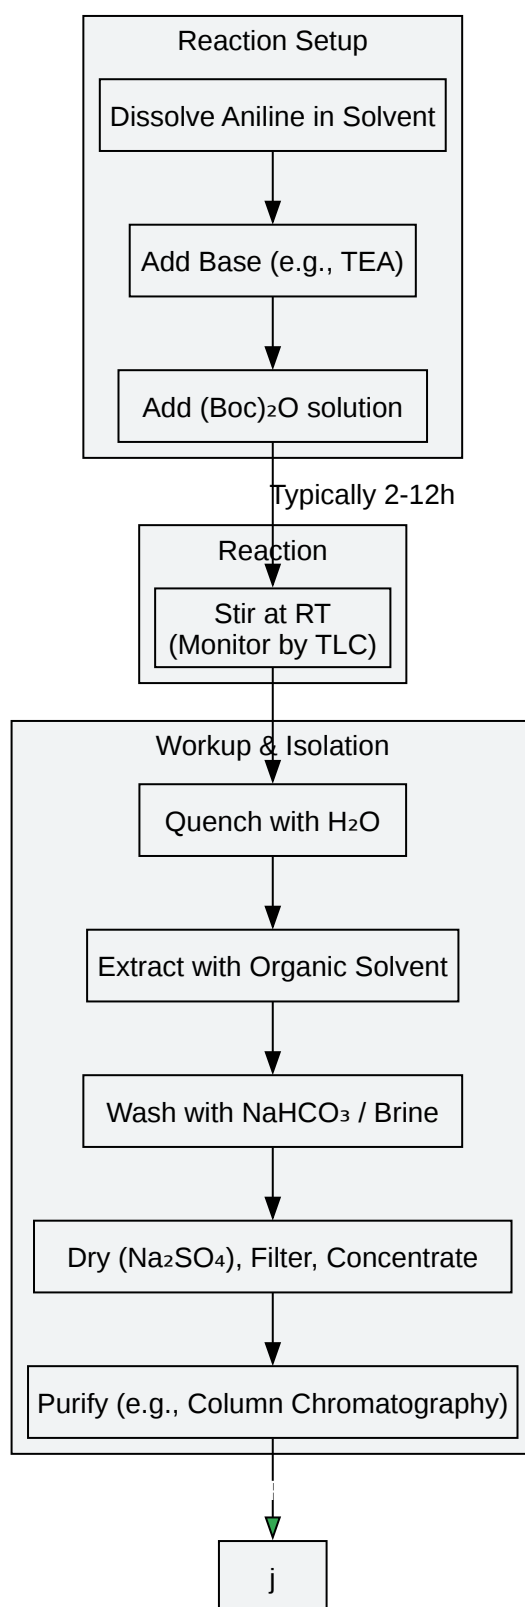 Reaction Setup
Dissolve Aniline in Solvent
Add Base (e.g., TEA)
Add (Boc)₂O solution
Typically 2-12h
Reaction
Stir at RT
(Monitor by TLC)
Workup & Isolation
Quench with H₂O
Extract with Organic Solvent
Wash with NaHCO₃ / Brine
Dry (Na₂SO₄), Filter, Concentrate
Purify (e.g., Column Chromatography)
j